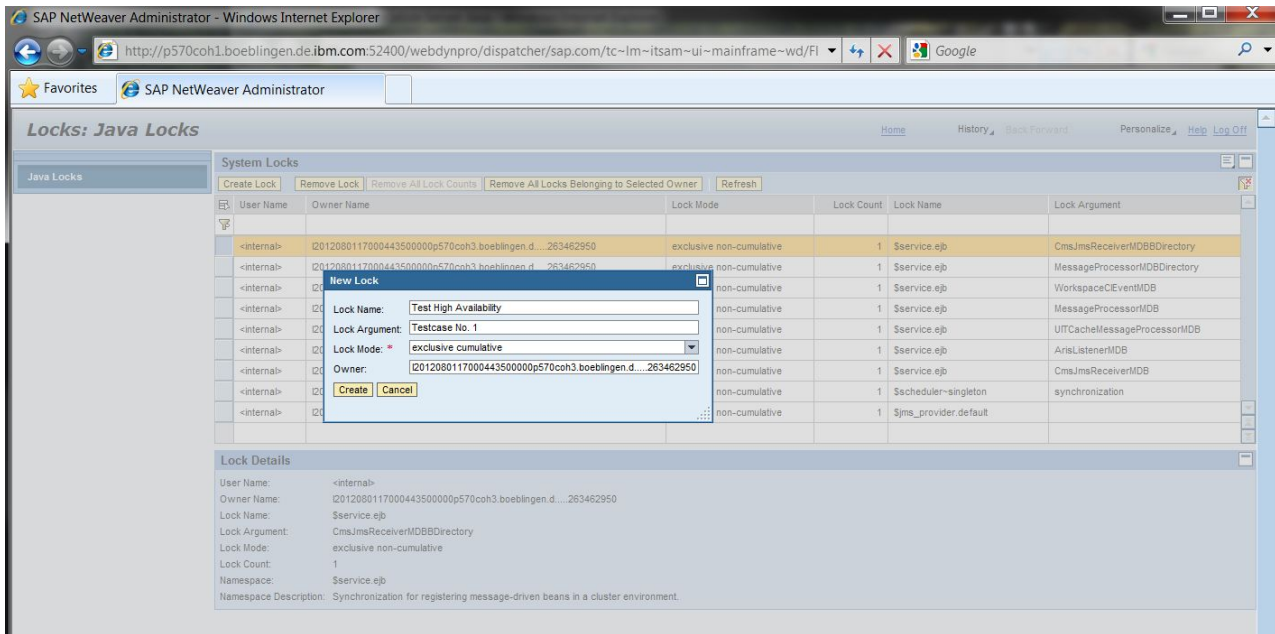 SAP NetWeaver Administrator - Windows Internet Explorer
http://p570coh1.boeblingen.de.ibm.com:52400/webdynpro/dispatcher/sap.com/tc~lm~itsam~ui~mainframe~wd/Fl
Google
Favorites
SAP NetWeaver Administrator
Locks: Java Locks
Home History Back Forward Personalize Help Log Off
Java Locks
System Locks
Create Lock Remove Lock Remove All Lock Counts Remove All Locks Belonging to Selected Owner Refresh
User Name Owner Name Lock Mode Lock Count Lock Name Lock Argument
<internal> I2012080117000443500000p570coh3.boeblingen.d.....263462950 exclusive non-cumulative 1 $service.ejb CmsJmsReceiverMDBBDirectory
<internal> I2012080117000443500000p570coh3.boeblingen.d.....263462950 exclusive non-cumulative 1 $service.ejb MessageProcessorMDBDirectory
<internal> I20 non-cumulative 1 $service.ejb WorkspaceCIEventMDB
<internal> I20 non-cumulative 1 $service.ejb MessageProcessorMDB
<internal> I20 non-cumulative 1 $service.ejb UITCacheMessageProcessorMDB
<internal> I20 non-cumulative 1 $service.ejb ArisListenerMDB
<internal> I20 non-cumulative 1 $service.ejb CmsJmsReceiverMDB
<internal> I20 non-cumulative 1 $scheduler~singleton synchronization
<internal> I20 non-cumulative 1 $jms_provider.default
New Lock
Lock Name: Test High Availability
Lock Argument: Testcase No. 1
Lock Mode: * exclusive cumulative
Owner: I2012080117000443500000p570coh3.boeblingen.d.....263462950
Create Cancel
Lock Details
User Name: <internal>
Owner Name: I2012080117000443500000p570coh3.boeblingen.d.....263462950
Lock Name: $service.ejb
Lock Argument: CmsJmsReceiverMDBBDirectory
Lock Mode: exclusive non-cumulative
Lock Count: 1
Namespace: $service.ejb
Namespace Description: Synchronization for registering message-driven beans in a cluster environment.